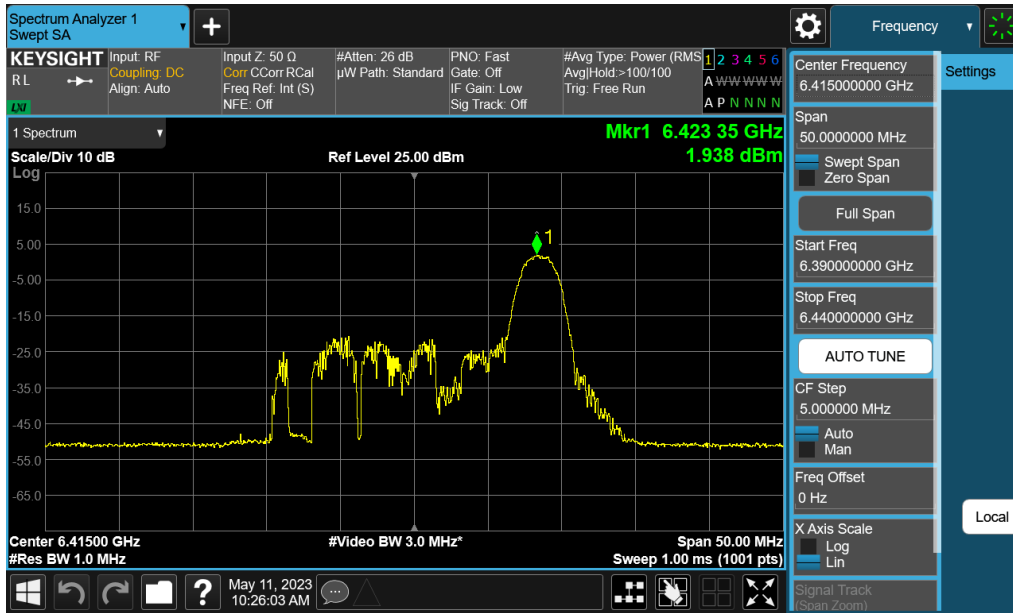 Spectrum Analyzer 1
Swept SA
+
Frequency
KEYSIGHT
RL
LXI
Input: RF
Coupling: DC
Align: Auto
Input Z: 50 Ω
Corr CCorr RCal
Freq Ref: Int (S)
NFE: Off
#Atten: 26 dB
µW Path: Standard
PNO: Fast
Gate: Off
IF Gain: Low
Sig Track: Off
#Avg Type: Power (RMS
Avg|Hold:>100/100
Trig: Free Run
1 2 3 4 5 6
A W W W W W
A P N N N N
1 Spectrum
Scale/Div 10 dB
Log
Ref Level 25.00 dBm
Mkr1 6.423 35 GHz
1.938 dBm
1
15.0
5.00
-5.00
-15.0
-25.0
-35.0
-45.0
-55.0
-65.0
Center 6.41500 GHz
#Res BW 1.0 MHz
#Video BW 3.0 MHz*
Span 50.00 MHz
Sweep 1.00 ms (1001 pts)
?
May 11, 2023
10:26:03 AM
Center Frequency
6.415000000 GHz
Span
50.0000000 MHz
Swept Span
Zero Span
Full Span
Start Freq
6.390000000 GHz
Stop Freq
6.440000000 GHz
AUTO TUNE
CF Step
5.000000 MHz
Auto
Man
Freq Offset
0 Hz
X Axis Scale
Log
Lin
Signal Track
(Span Zoom)
Settings
Local